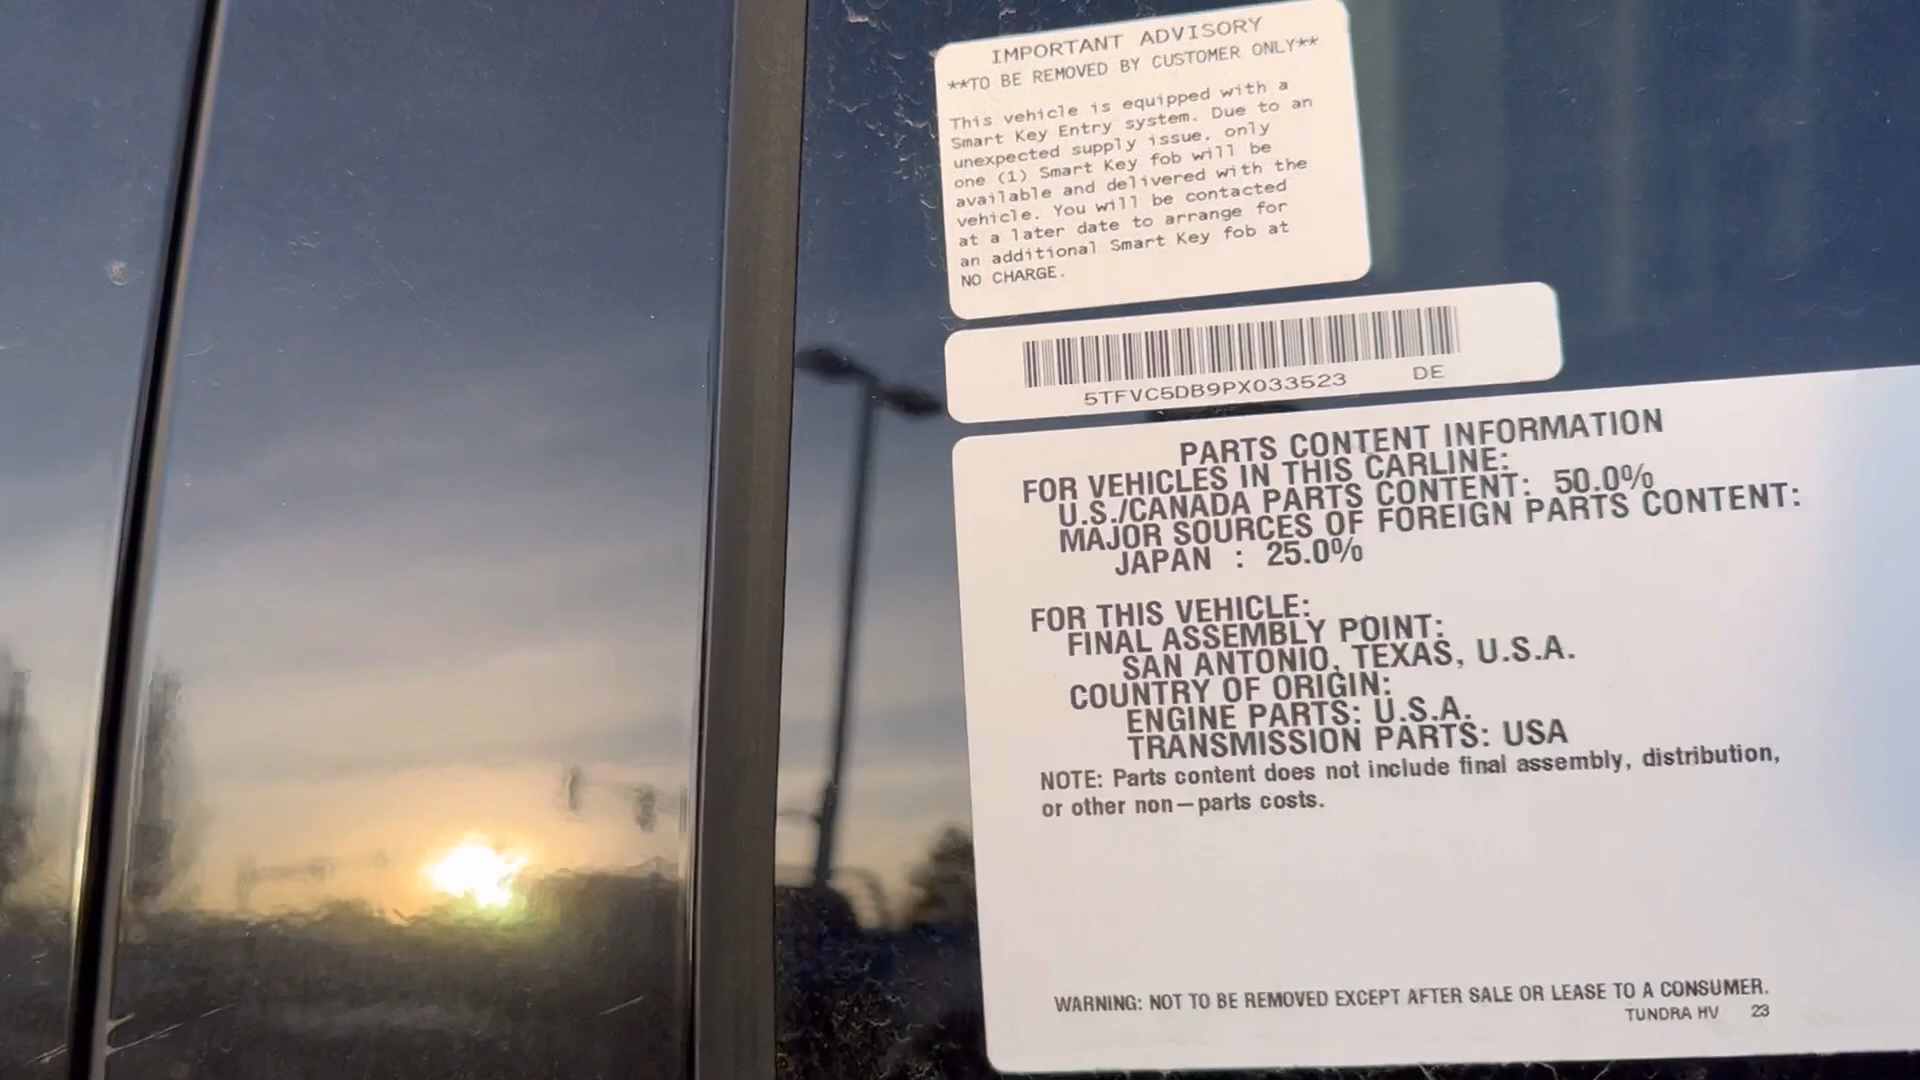 IMPORTANT ADVISORY
**TO BE REMOVED BY CUSTOMER ONLY**
This vehicle is equipped with a
Smart Key Entry system. Due to an
unexpected supply issue, only
one (1) Smart Key fob will be
available and delivered with the
vehicle. You will be contacted
at a later date to arrange for
an additional Smart Key fob at
NO CHARGE.
5TFVC5DB9PX033523 DE
PARTS CONTENT INFORMATION
FOR VEHICLES IN THIS CARLINE:
U.S./CANADA PARTS CONTENT: 50.0%
MAJOR SOURCES OF FOREIGN PARTS CONTENT:
JAPAN : 25.0%
FOR THIS VEHICLE:
FINAL ASSEMBLY POINT:
SAN ANTONIO, TEXAS, U.S.A.
COUNTRY OF ORIGIN:
ENGINE PARTS: U.S.A.
TRANSMISSION PARTS: USA
NOTE: Parts content does not include final assembly, distribution,
or other non-parts costs.
WARNING: NOT TO BE REMOVED EXCEPT AFTER SALE OR LEASE TO A CONSUMER.
TUNDRA HV 23